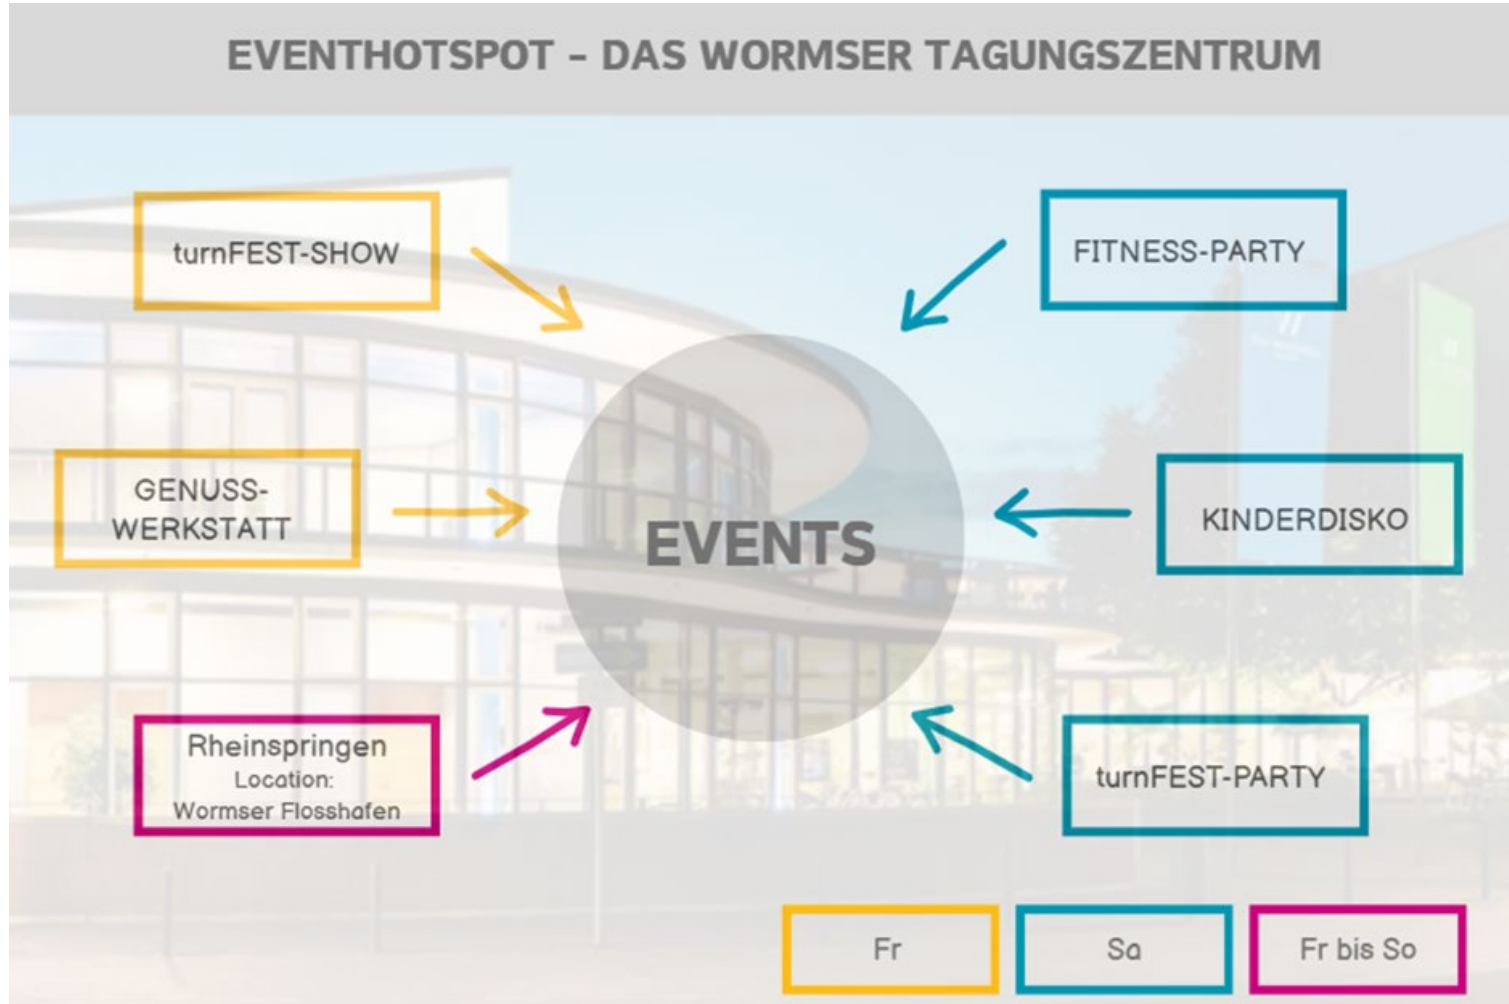 EVENTHOTSPOT – DAS WORMSER TAGUNGSZENTRUM
turnFEST-SHOW
FITNESS-PARTY
GENUSS-
WERKSTATT
EVENTS
KINDERDISKO
Rheinspringen
Location:
Wormser Flosshafen
turnFEST-PARTY
Fr
Sa
Fr bis So